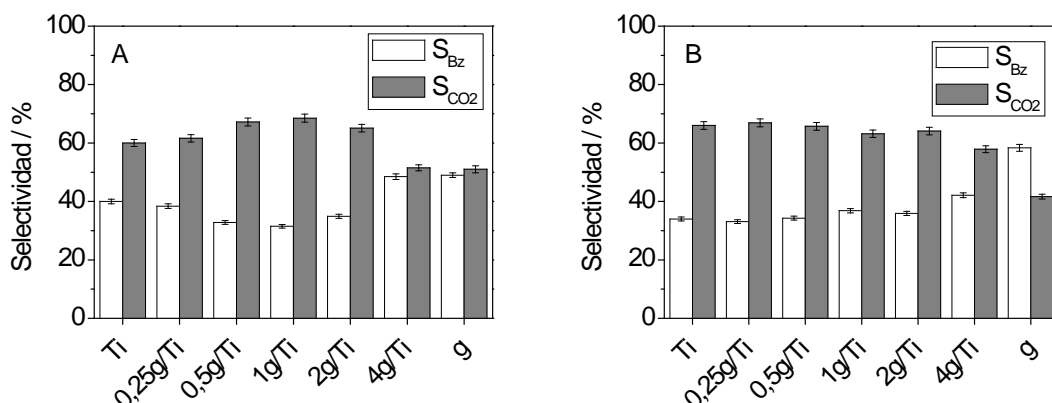 A
S_Bz
S_CO2
Selectividad / %
100
80
60
40
20
0
Ti
0,25g/Ti
0,5g/Ti
1g/Ti
2g/Ti
4g/Ti
g
B
S_Bz
S_CO2
Selectividad / %
100
80
60
40
20
0
Ti
0,25g/Ti
0,5g/Ti
1g/Ti
2g/Ti
4g/Ti
g